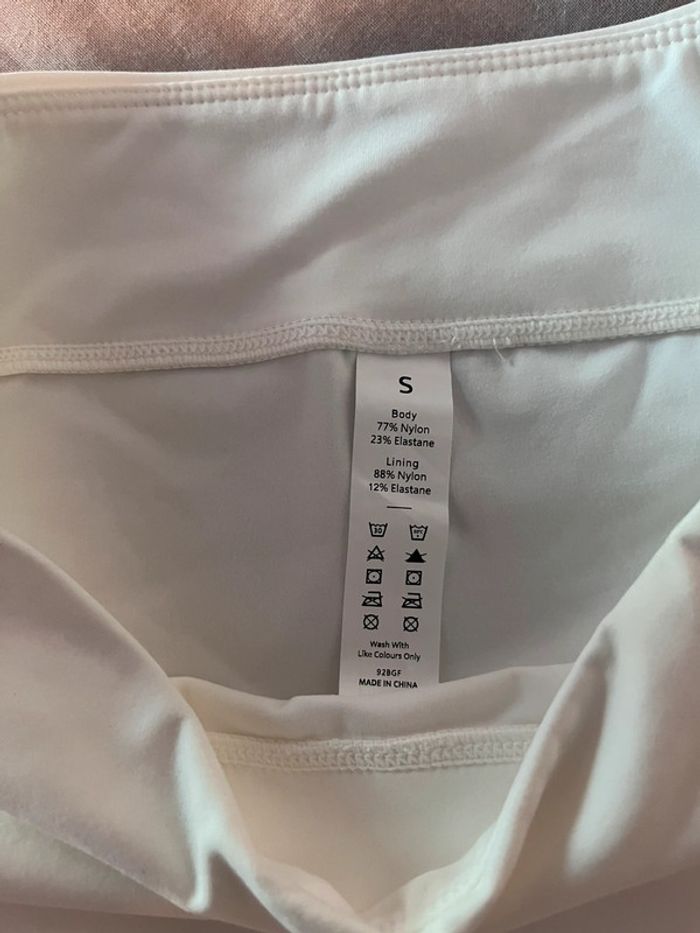 S
Body
77% Nylon
23% Elastane
Lining
88% Nylon
12% Elastane
30
Wash With
Like Colours Only
92BGF
MADE IN CHINA